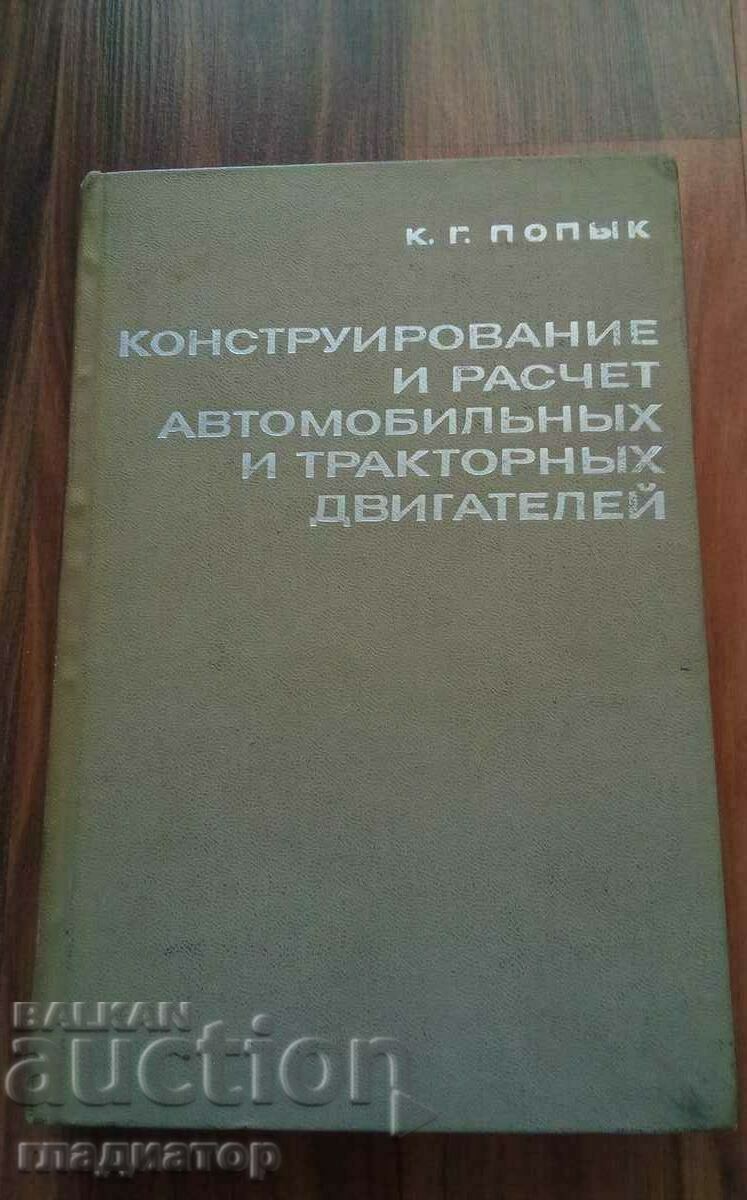 К. Г. ПОПЫК
КОНСТРУИРОВАНИЕ
И РАСЧЕТ
АВТОМОБИЛЬНЫХ
И ТРАКТОРНЫХ
ДВИГАТЕЛЕЙ
BALKAN
auction
гладиатор